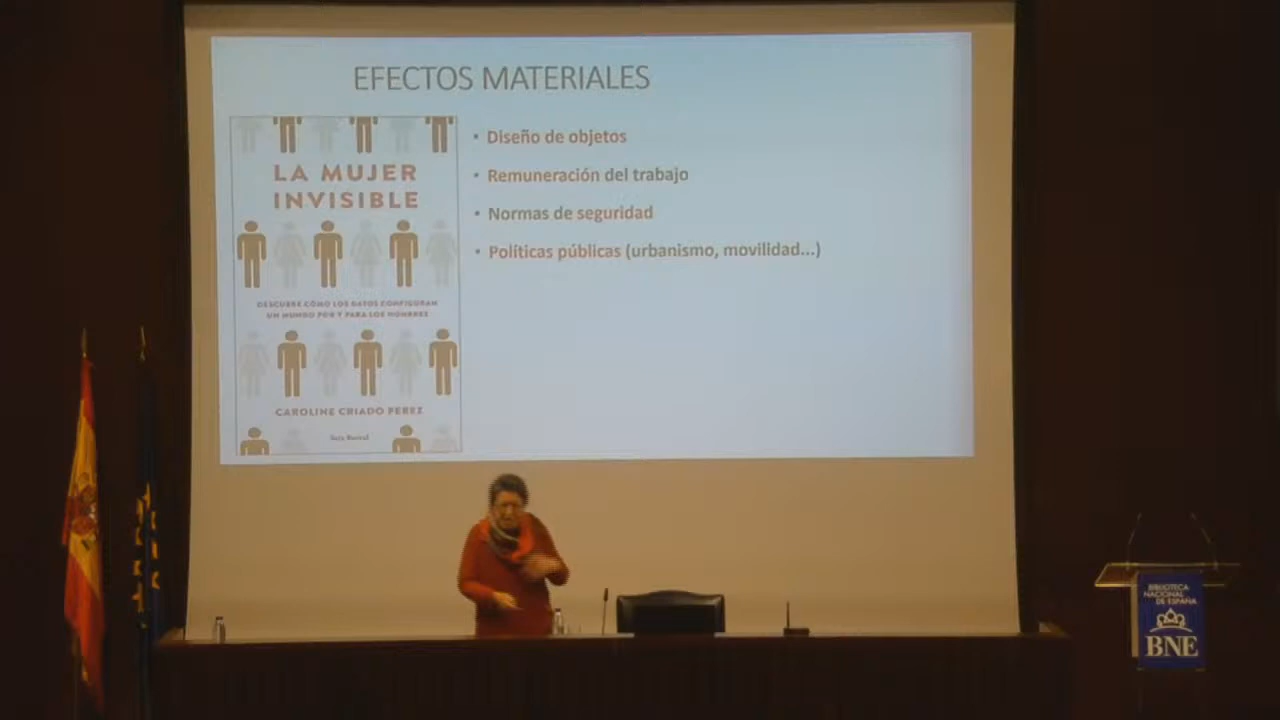 EFECTOS MATERIALES
LA MUJER
INVISIBLE
DESCUBRE CÓMO LOS DATOS CONFIGURAN
UN MUNDO POR Y PARA LOS HOMBRES
CAROLINE CRIADO PEREZ
Seix Barral
• Diseño de objetos
• Remuneración del trabajo
• Normas de seguridad
• Políticas públicas (urbanismo, movilidad...)
BIBLIOTECA
NACIONAL
DE ESPAÑA
BNE